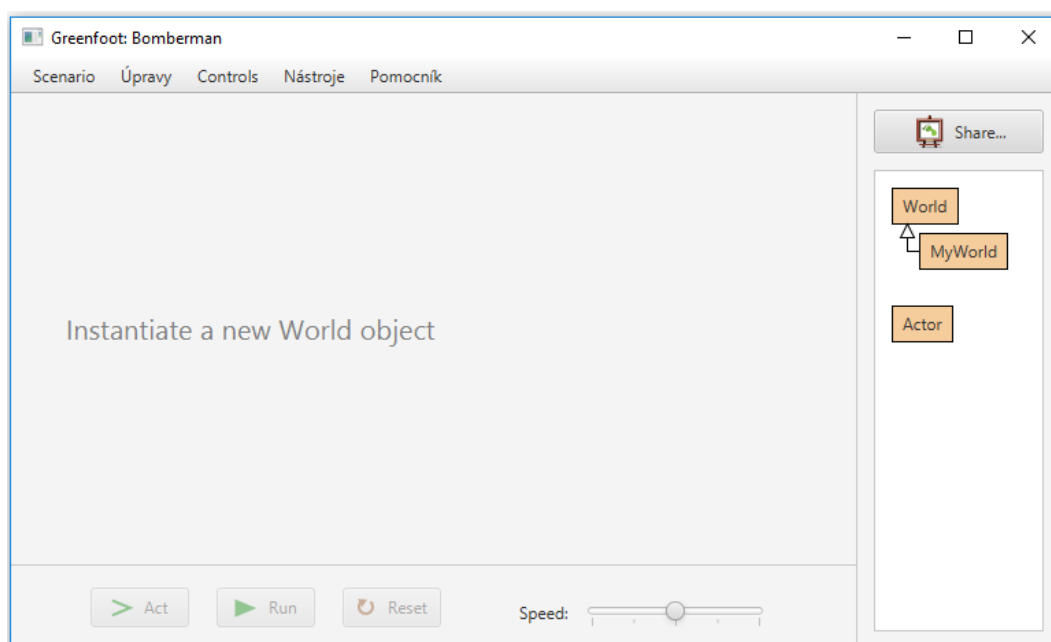 Greenfoot: Bomberman
Scenario Úpravy Controls Nástroje Pomocník
Share...
World
MyWorld
Actor
Instantiate a new World object
Act Run Reset Speed: